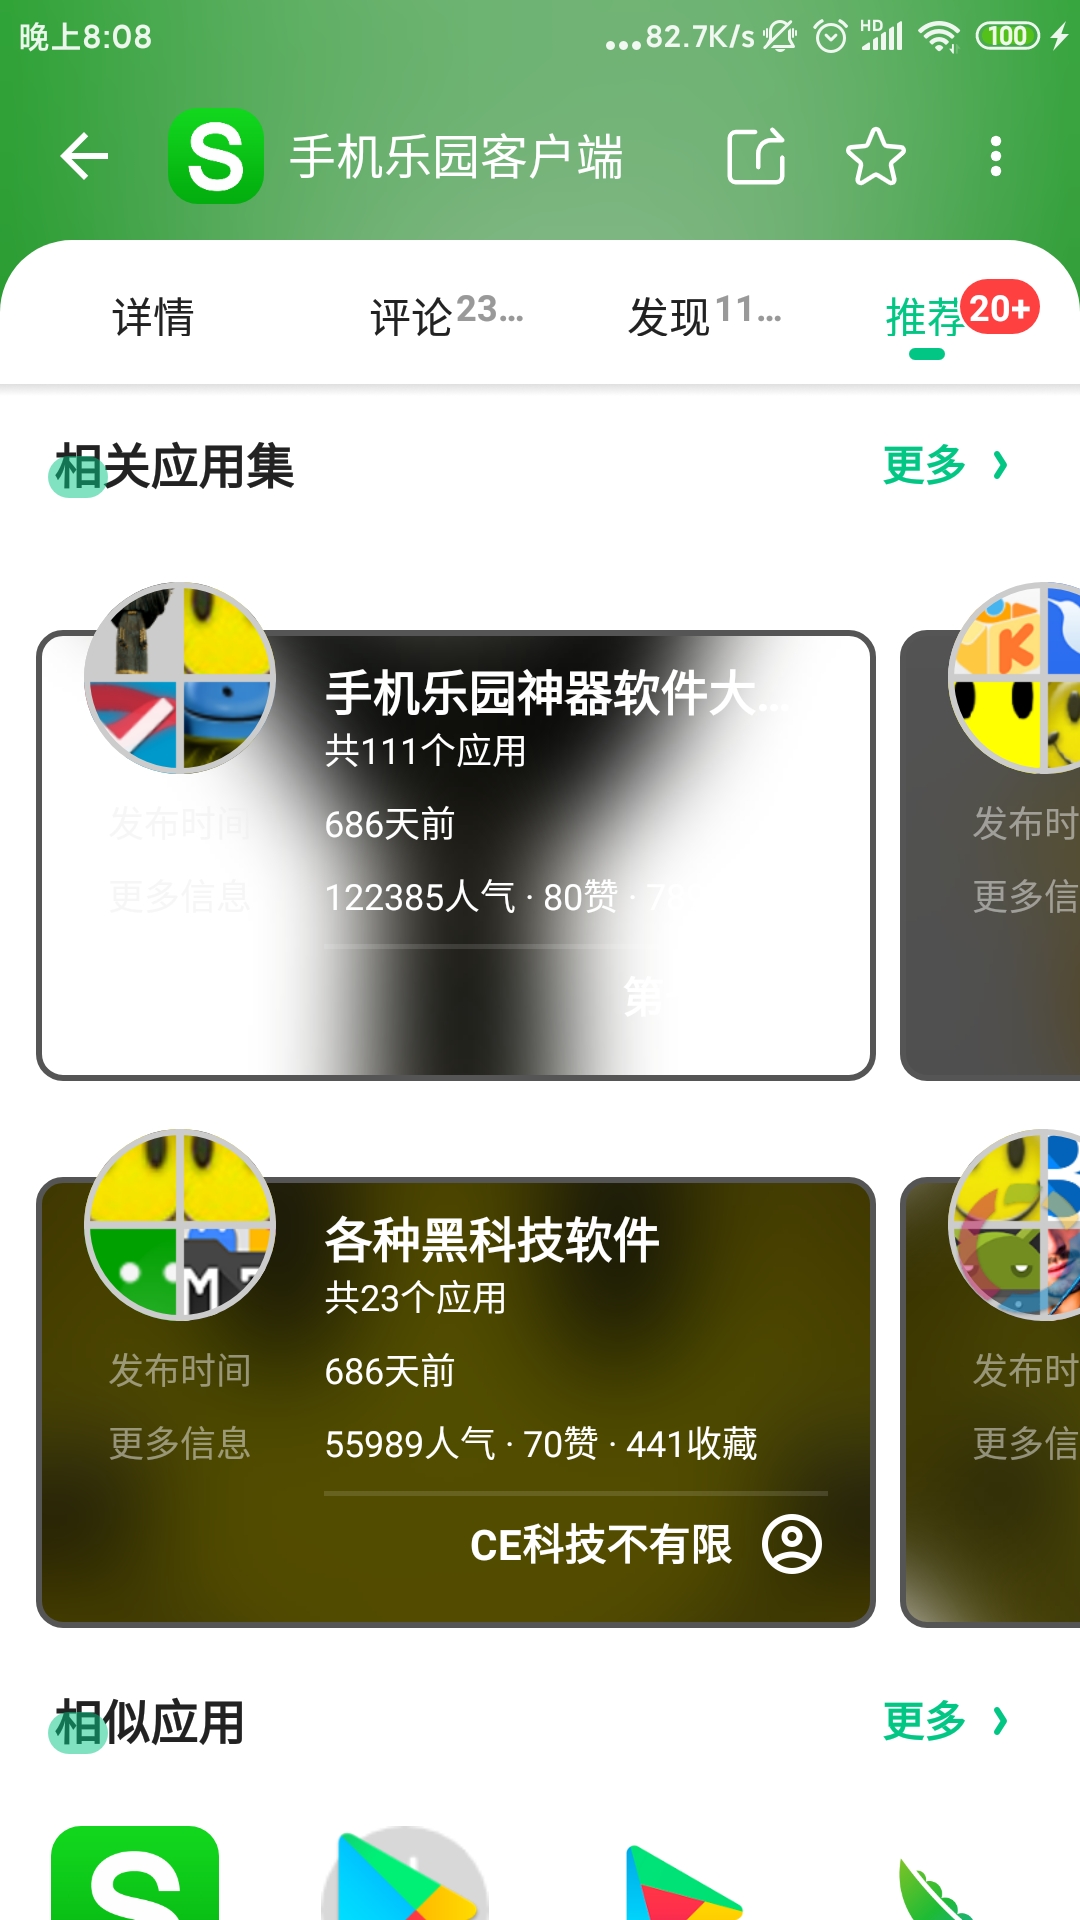 晚上8:08
...82.7K/s
HD
100
S 手机乐园客户端
详情
评论23...
发现11...
推荐
20+
相关应用集
更多
手机乐园神器软件大...
共111个应用
发布时间
686天前
更多信息
122385人气 · 80赞 · 78
第
K
发布时
更多信
各种黑科技软件
共23个应用
发布时间
686天前
更多信息
55989人气 · 70赞 · 441收藏
CE科技不有限
M
发布时
更多信
相似应用
更多
S